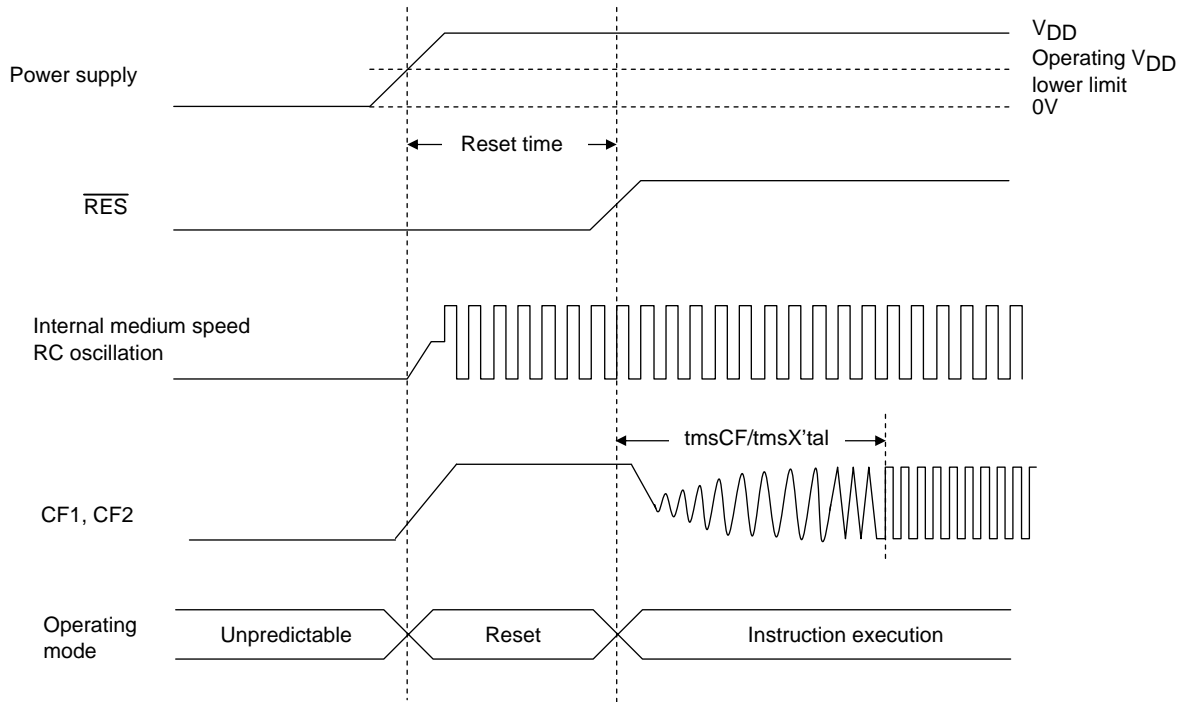 Power supply
VDD
Operating VDD
lower limit
0V
Reset time
RES
Internal medium speed
RC oscillation
tmsCF/tmsX'tal
CF1, CF2
Operating
mode
Unpredictable
Reset
Instruction execution